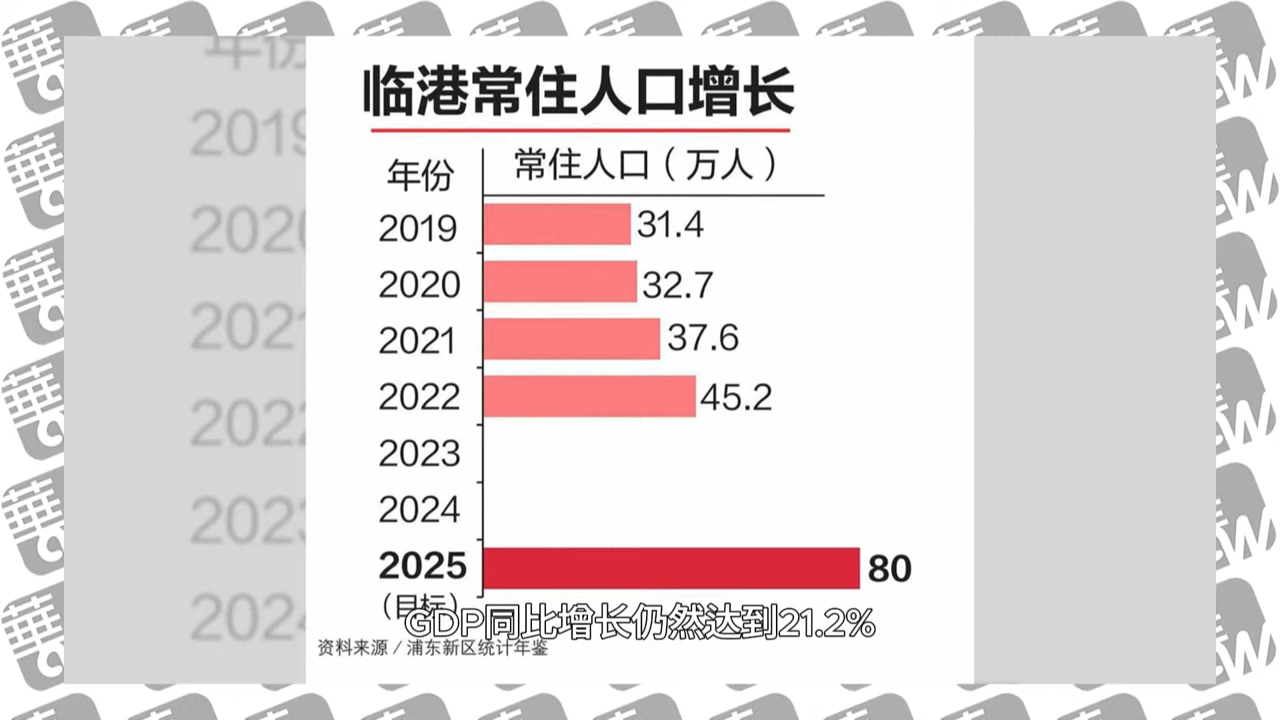 临港常住人口增长
年份 常住人口（万人）
2019 31.4
2020 32.7
2021 37.6
2022 45.2
2023
2024
2025 80
（目标）
GDP同比增长仍然达到21.2%
资料来源/浦东新区统计年鉴